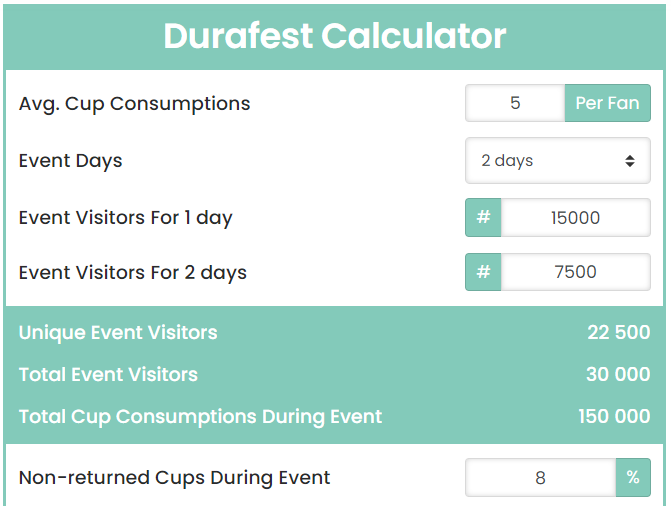 Durafest Calculator
Avg. Cup Consumptions 5 Per Fan
Event Days 2 days
Event Visitors For 1 day # 15000
Event Visitors For 2 days # 7500
Unique Event Visitors 22 500
Total Event Visitors 30 000
Total Cup Consumptions During Event 150 000
Non-returned Cups During Event 8 %